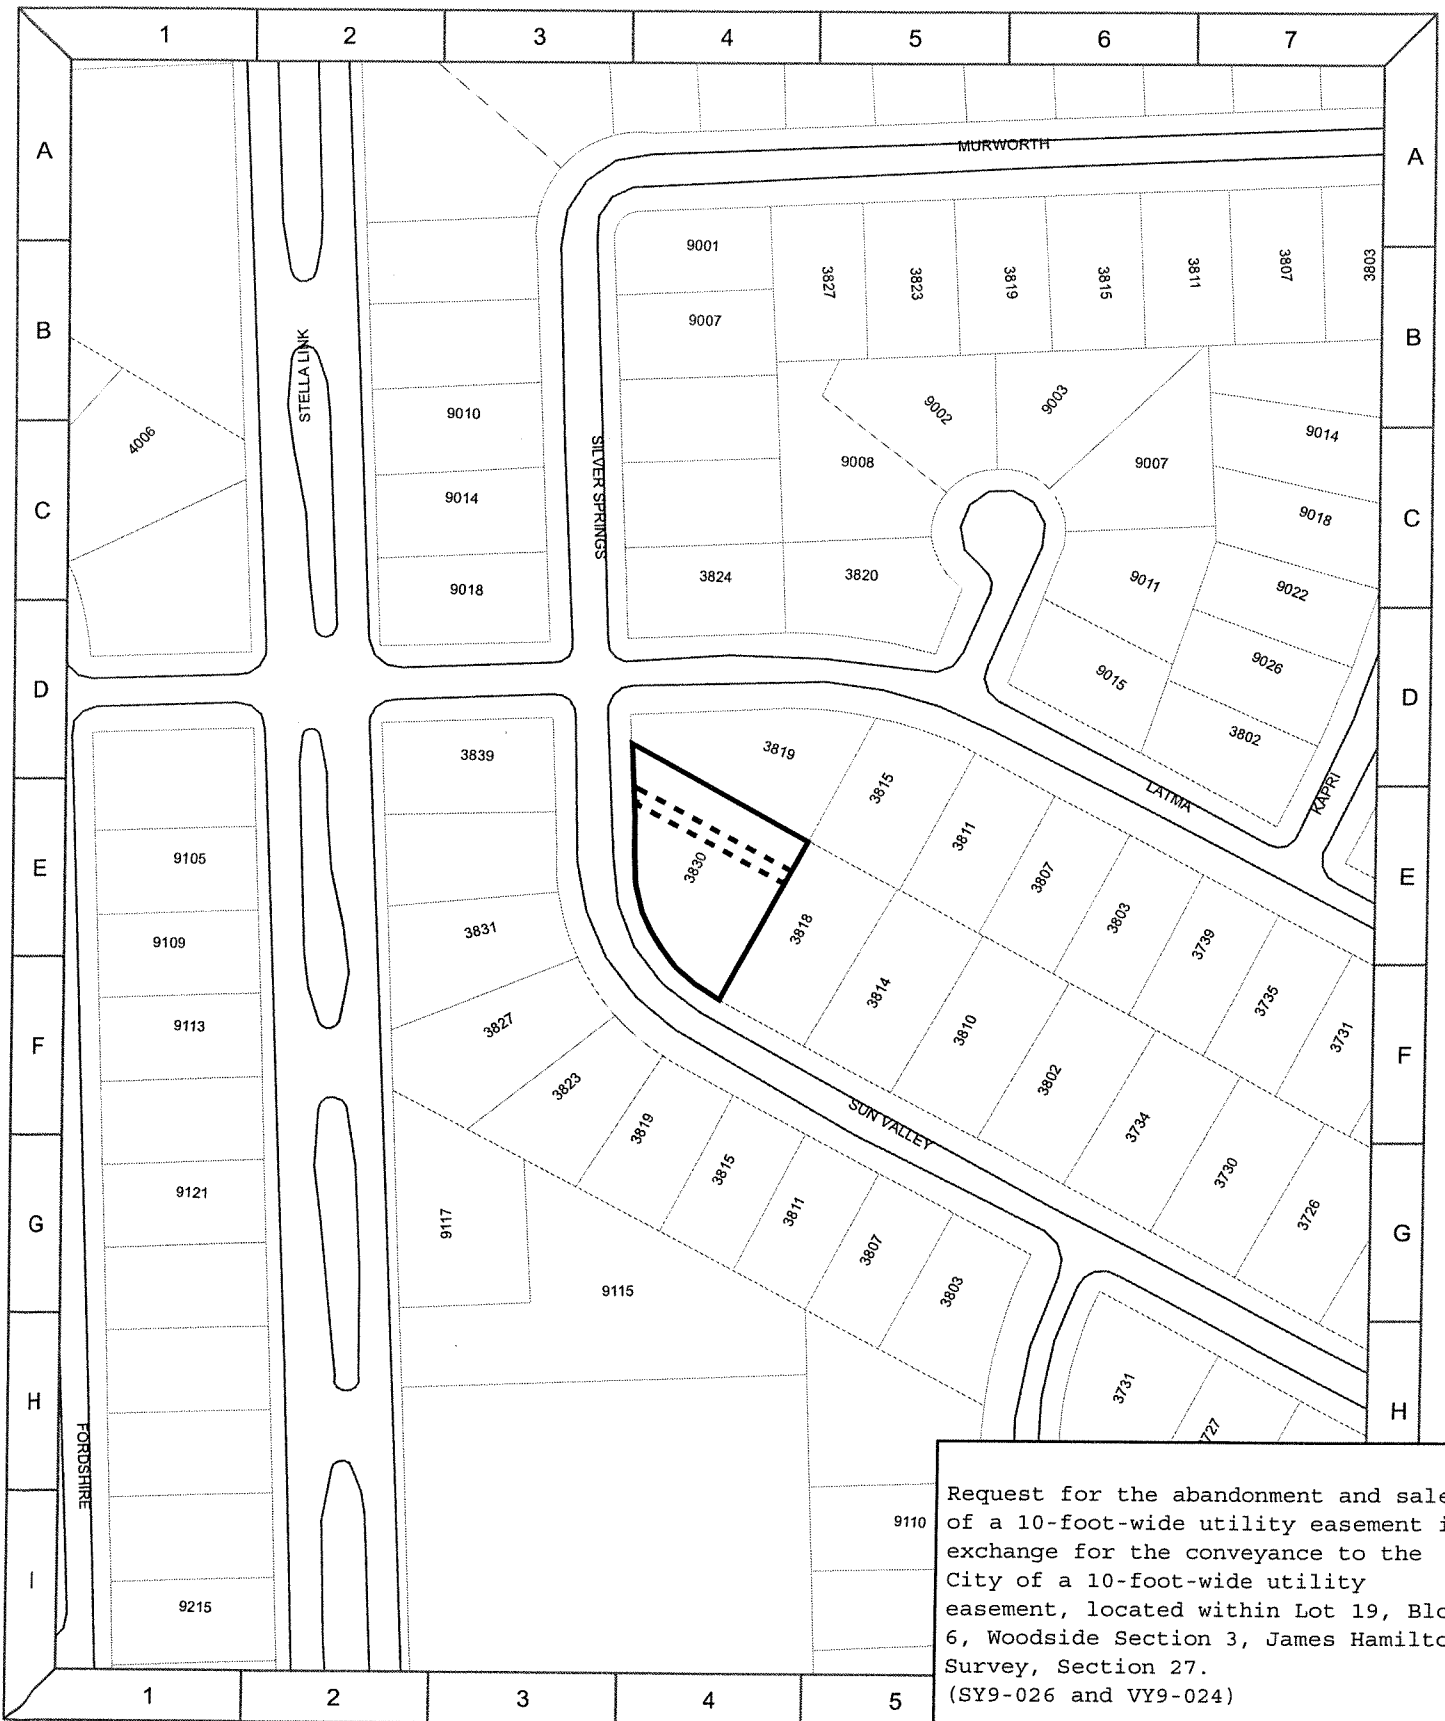 1 2 3 4 5 6 7
A A
MURWORTH
9001
3827 3823 3819 3815 3811 3807 3803
B B
9007
STELLA LINK
9010
9002 9003
4006
9014
SILVER SPRINGS
9008 9007
9014
C C
9018
9018
3824 3820
9011 9022
D D
9015 9026
3802
3839
3819
3815
LATMA
KAPRI
E E
9105
3830
3811
3807
3803
3831
3818
3739
9109
3814
3735
F F
9113
3827
3810
3731
3823
3802
SUN VALLEY
3819
3734
3815
3730
G G
9121
9117
3811
3726
3807
9115
3803
H H
3731
FORDSHIRE
I
9110
9215
1 2 3 4 5
Request for the abandonment and sale
of a 10-foot-wide utility easement
exchange for the conveyance to the
City of a 10-foot-wide utility
easement, located within Lot 19,
6, Woodside Section 3, James
Survey, Section 27.
(SY9-026 and VY9-024)